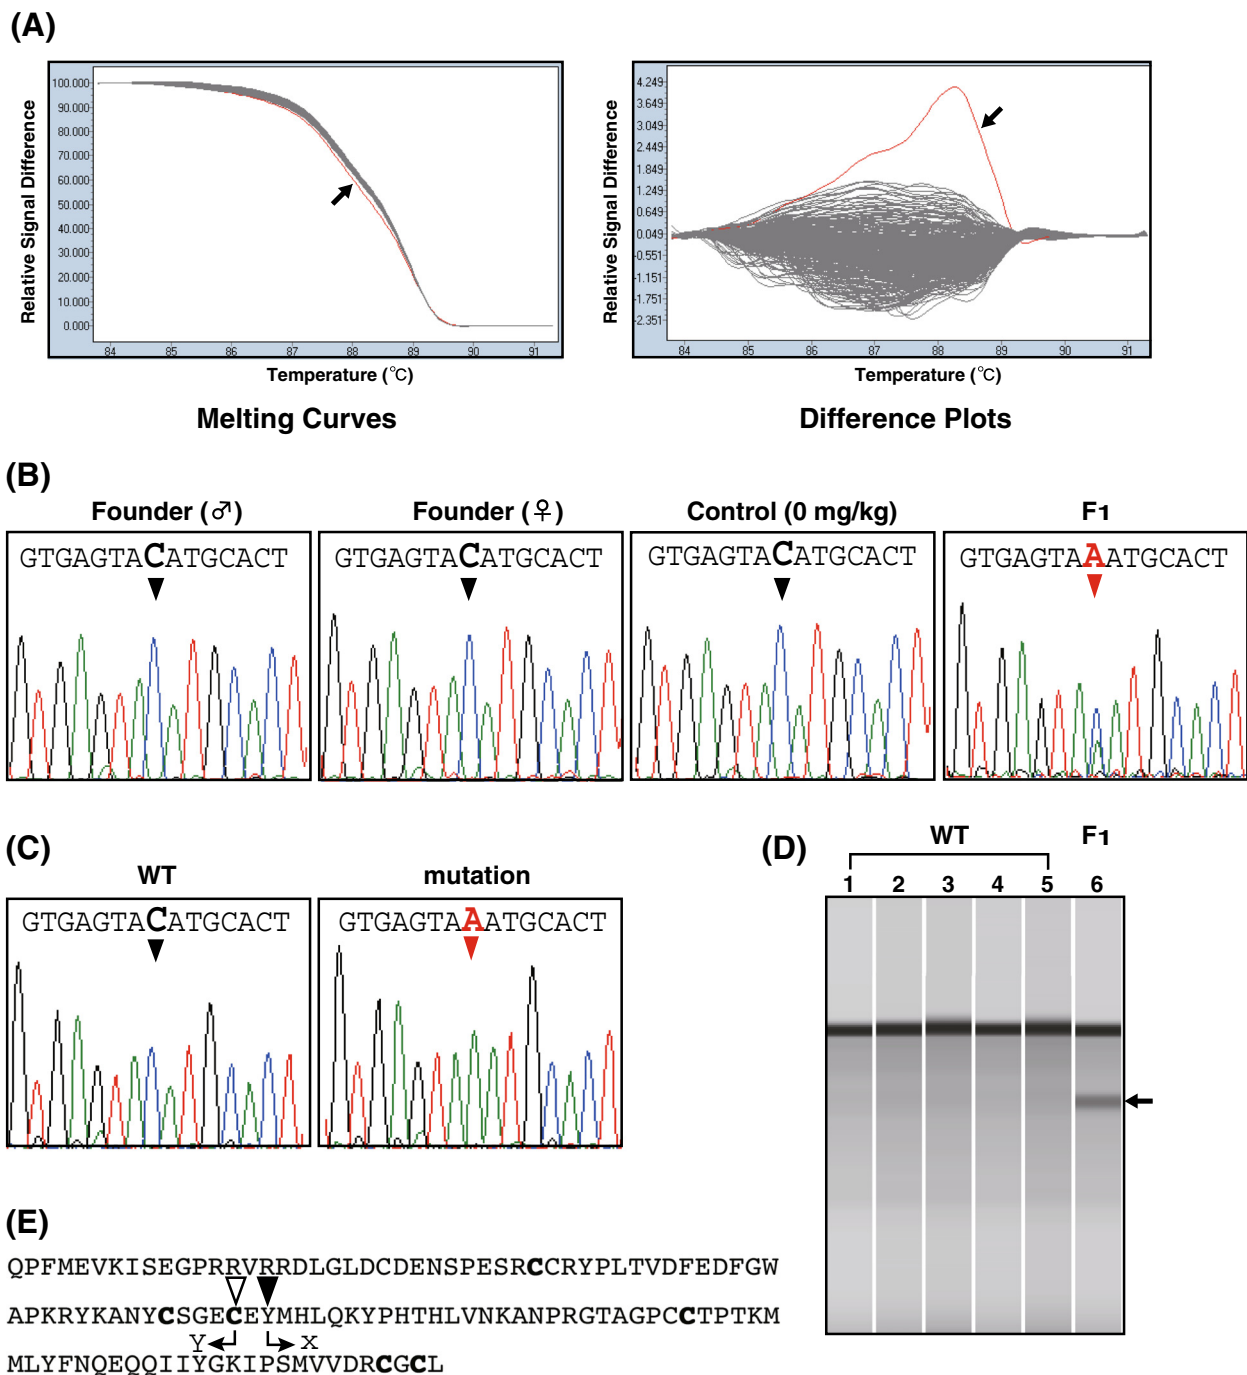 (A)
Relative Signal Difference
100.000
90.000
80.000
70.000
60.000
50.000
40.000
30.000
20.000
10.000
0.000
84 85 86 87 88 89 90 91
Temperature (°C)
Melting Curves
Relative Signal Difference
4.249
3.649
3.049
2.449
1.849
1.249
0.649
0.049
-0.551
-1.151
-1.751
-2.351
84 85 86 87 88 89 90 91
Temperature (°C)
Difference Plots
(B)
Founder (♂)
GTGAGTACATGCACT
Founder (♀)
GTGAGTACATGCACT
Control (0 mg/kg)
GTGAGTACATGCACT
F1
GTGAGTAAATGCACT
(C)
WT
GTGAGTACATGCACT
mutation
GTGAGTAAATGCACT
(D)
WT F1
1 2 3 4 5 6
(E)
QPFMEVKISEGPRRVRRDLGLDCDENSPESRCCRYPLTVDFEDFGW
APKRYKANYCSGECEYMHLQKYPHTHLVNKANPRGTAGPCCTPTKM
Y X
MLYFNQEQQIIYGKIPSMVVDRCGCL